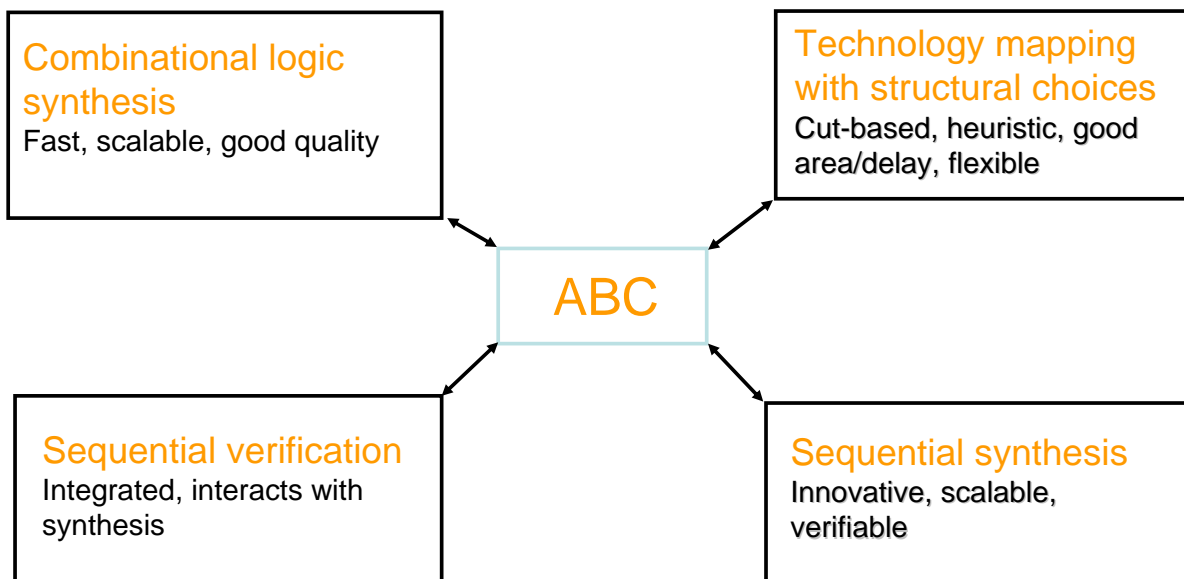 Combinational logic
synthesis
Fast, scalable, good quality
Technology mapping
with structural choices
Cut-based, heuristic, good
area/delay, flexible
ABC
Sequential verification
Integrated, interacts with
synthesis
Sequential synthesis
Innovative, scalable,
verifiable